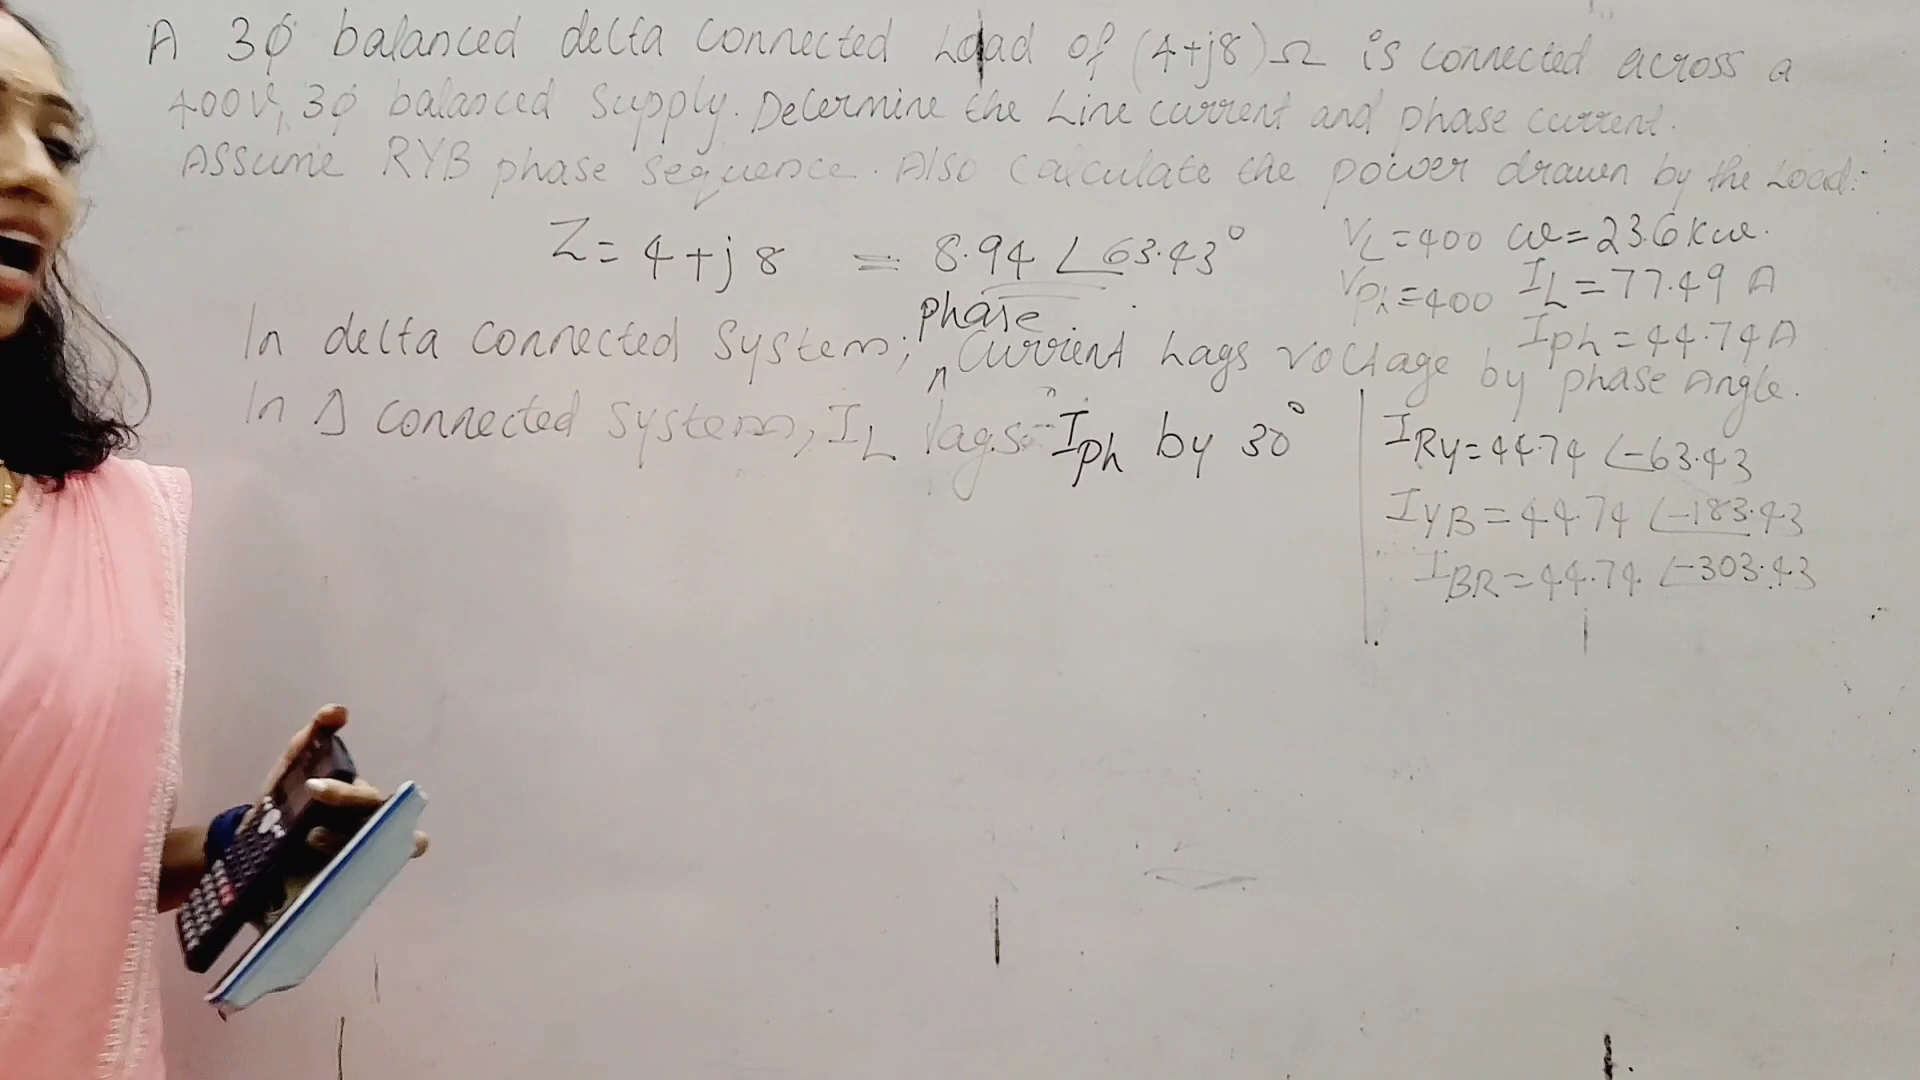 A 3ϕ balanced delta connected Load of (4+j8)Ω is connected across a
400V, 3ϕ balanced supply. Determine the Line current and phase current.
Assume RYB phase sequence. Also calculate the power drawn by the Load.
Z = 4+j8 = 8.94 ∠63.43°
VL=400 W=23.6kw.
Vph=400 IL=77.49 A
Iph=44.74A
phase
In delta connected system, ^ current Lags voltage by phase Angle.
In Δ connected system, IL lags Iph by 30°
IRY=44.74 ∠-63.43
IYB=44.74 ∠-183.43
IBR=44.74 ∠-303.43